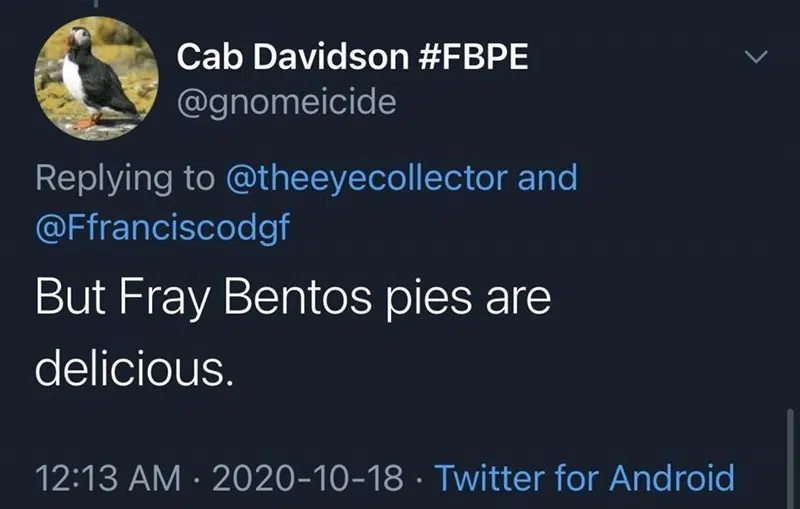 Cab Davidson #FBPE
@gnomeicide
Replying to @theeyecollector and
@Ffranciscodgf
But Fray Bentos pies are
delicious.
12:13 AM · 2020-10-18 · Twitter for Android